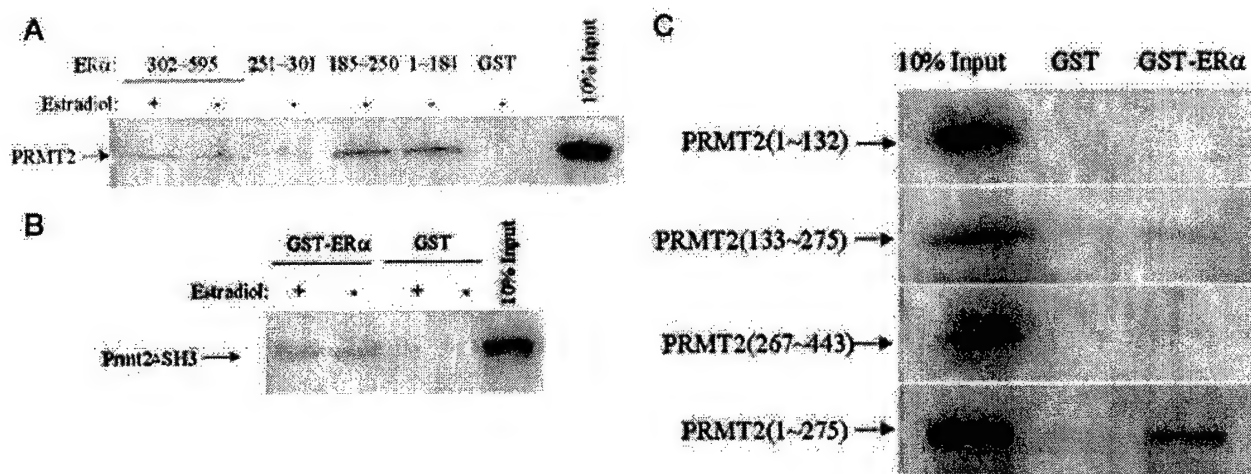 A
ERα: 302~595 251~301 185~250 1~184 GST 10% Input
Estradiol: + - - - - -
PRMT2
B
GST-ERα GST 10% Input
Estradiol: + - + -
Prmt2ΔSH3
C
10% Input GST GST-ERα
PRMT2(1~132)
PRMT2(133~275)
PRMT2(267~443)
PRMT2(1~275)